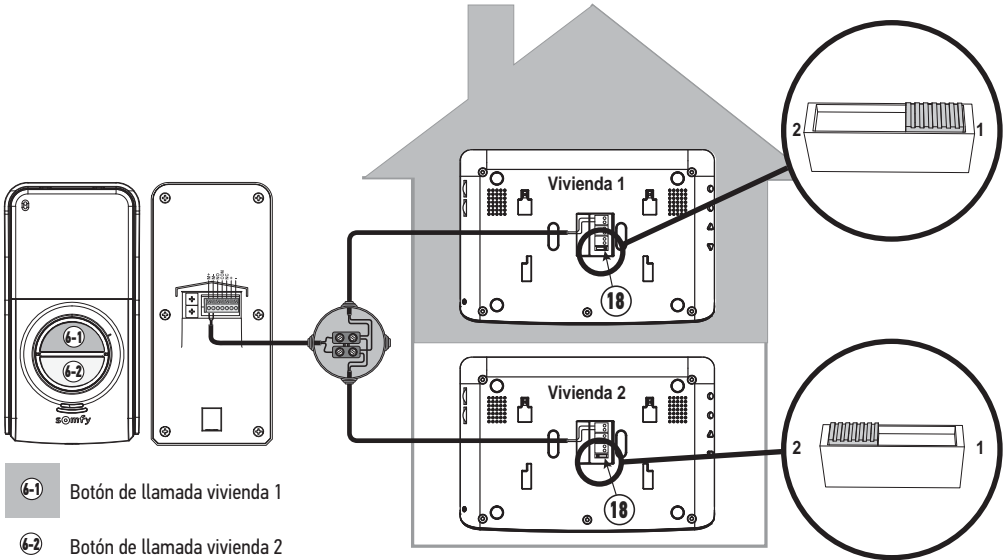 Vivienda 1
2
1
18
6-1
6-2
somfy
Vivienda 2
2
1
18
6-1 Botón de llamada vivienda 1
6-2 Botón de llamada vivienda 2